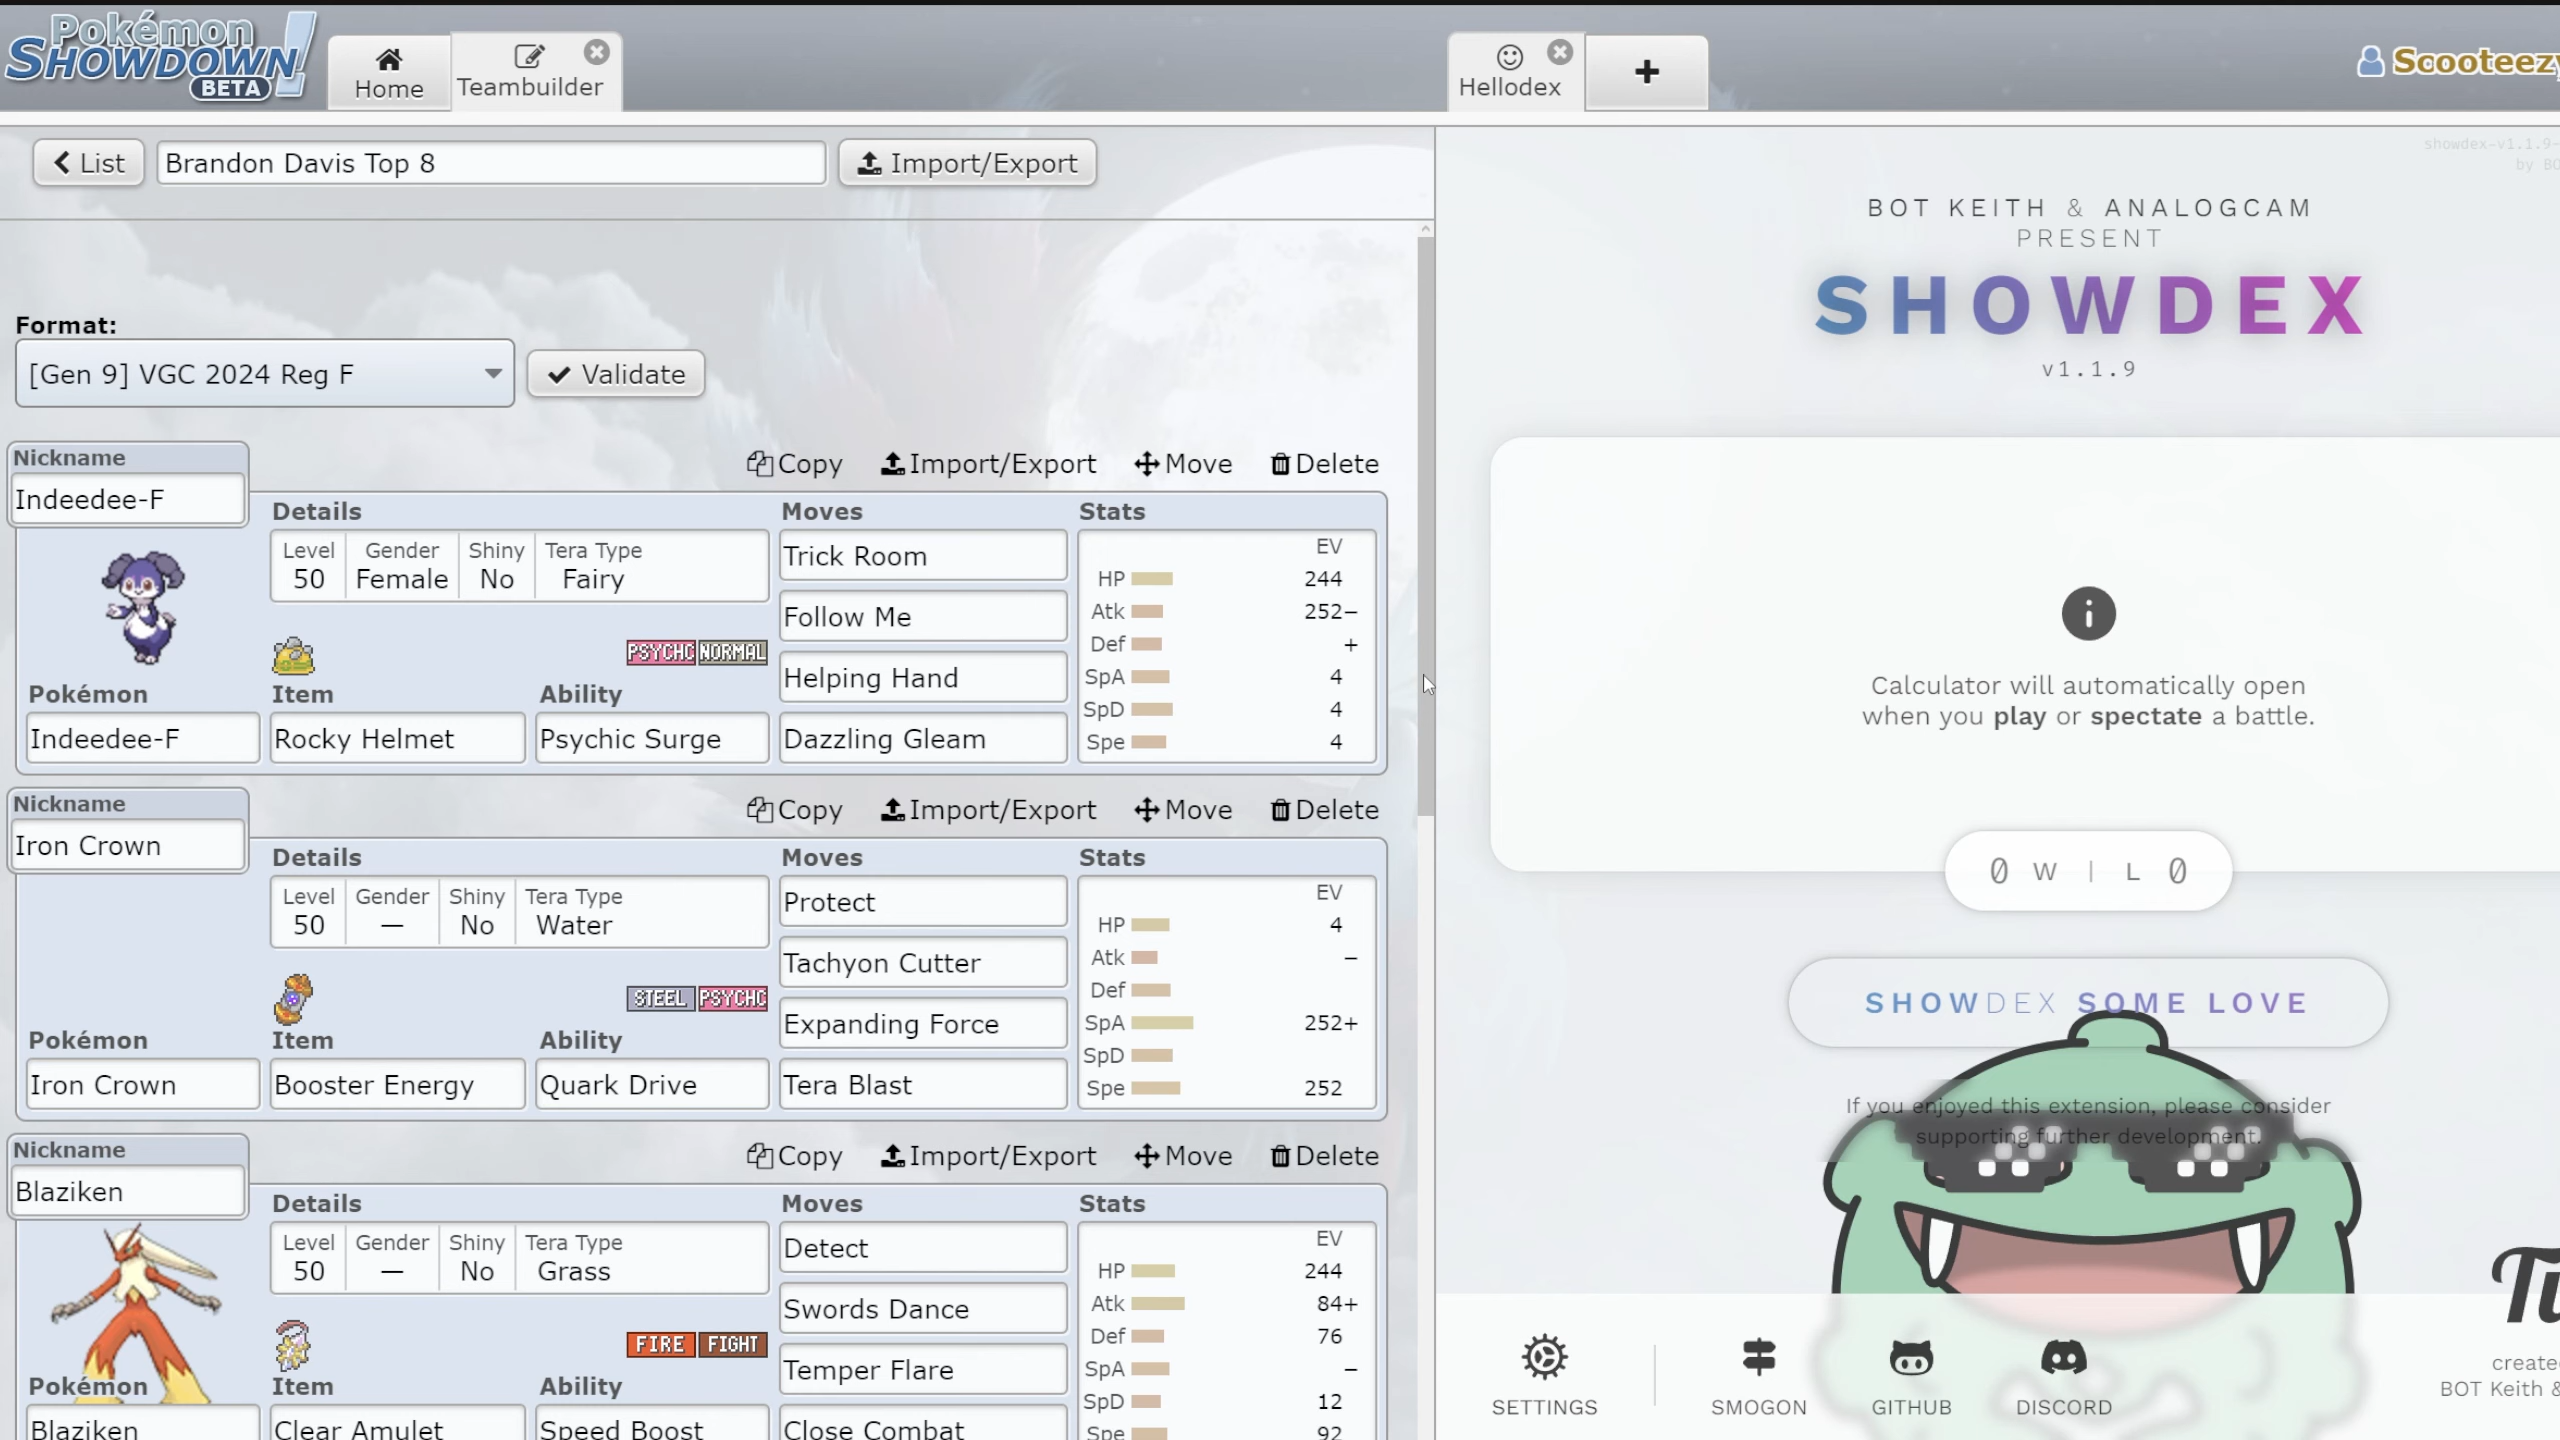 Pokémon
SHOWDOWN!
BETA
Home
Teambuilder
Hellodex
Scooteezy
showdex-v1.1.9-
by BO
List
Brandon Davis Top 8
Import/Export
Format:
[Gen 9] VGC 2024 Reg F
Validate
Copy Import/Export Move Delete
Nickname
Indeedee-F
Details Moves Stats
Level Gender Shiny Tera Type
50 Female No Fairy
PSYCHC NORMAL
Pokémon Item Ability
Indeedee-F Rocky Helmet Psychic Surge
Trick Room
Follow Me
Helping Hand
Dazzling Gleam
EV
HP 244
Atk 252−
Def +
SpA 4
SpD 4
Spe 4
Copy Import/Export Move Delete
Nickname
Iron Crown
Details Moves Stats
Level Gender Shiny Tera Type
50 — No Water
STEEL PSYCHC
Pokémon Item Ability
Iron Crown Booster Energy Quark Drive
Protect
Tachyon Cutter
Expanding Force
Tera Blast
EV
HP 4
Atk −
Def
SpA 252+
SpD
Spe 252
Copy Import/Export Move Delete
Nickname
Blaziken
Details Moves Stats
Level Gender Shiny Tera Type
50 — No Grass
FIRE FIGHT
Pokémon Item Ability
Blaziken Clear Amulet Speed Boost
Detect
Swords Dance
Temper Flare
Close Combat
EV
HP 244
Atk 84+
Def 76
SpA −
SpD 12
Spe 92
BOT KEITH & ANALOGCAM
PRESENT
SHOWDEX
v1.1.9
Calculator will automatically open
when you play or spectate a battle.
0 W | L 0
SHOWDEX SOME LOVE
If you enjoyed this extension, please consider
supporting further development.
SETTINGS SMOGON GITHUB DISCORD
create
BOT Keith &